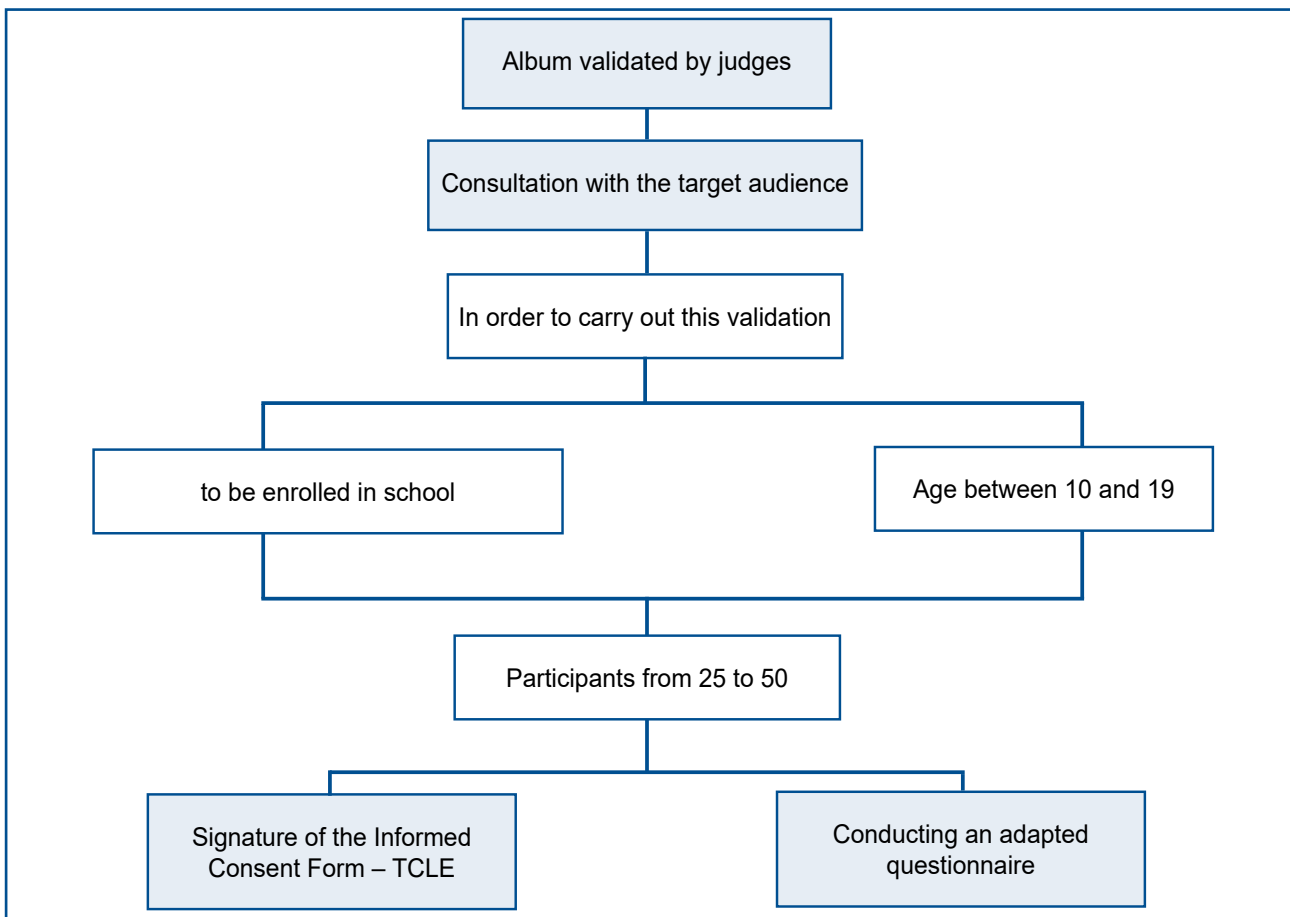 Album validated by judges
Consultation with the target audience
In order to carry out this validation
to be enrolled in school
Age between 10 and 19
Participants from 25 to 50
Signature of the Informed
Consent Form – TCLE
Conducting an adapted
questionnaire